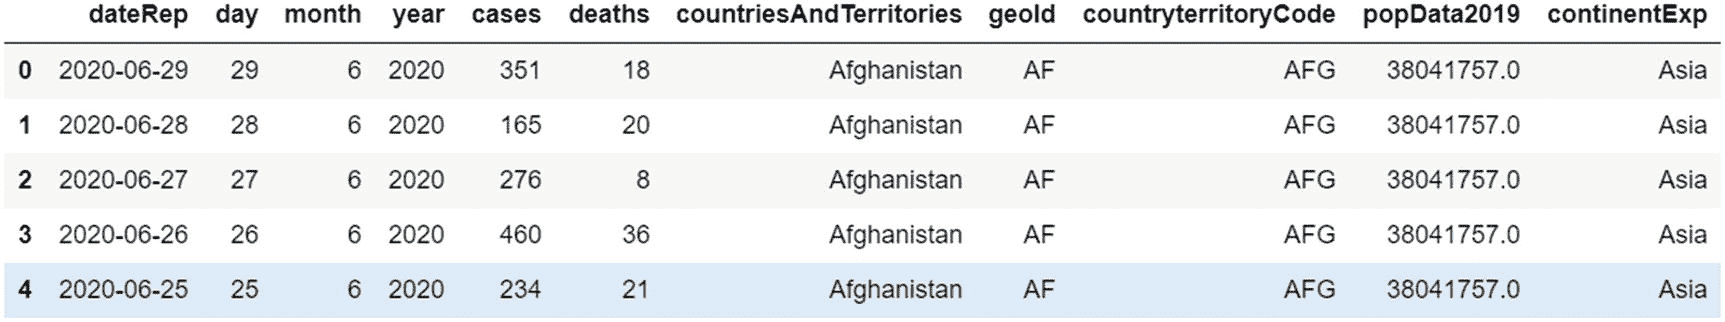 dateRep day month year cases deaths countriesAndTerritories geoId countryterritoryCode popData2019 continentExp
0 2020-06-29 29 6 2020 351 18 Afghanistan AF AFG 38041757.0 Asia
1 2020-06-28 28 6 2020 165 20 Afghanistan AF AFG 38041757.0 Asia
2 2020-06-27 27 6 2020 276 8 Afghanistan AF AFG 38041757.0 Asia
3 2020-06-26 26 6 2020 460 36 Afghanistan AF AFG 38041757.0 Asia
4 2020-06-25 25 6 2020 234 21 Afghanistan AF AFG 38041757.0 Asia